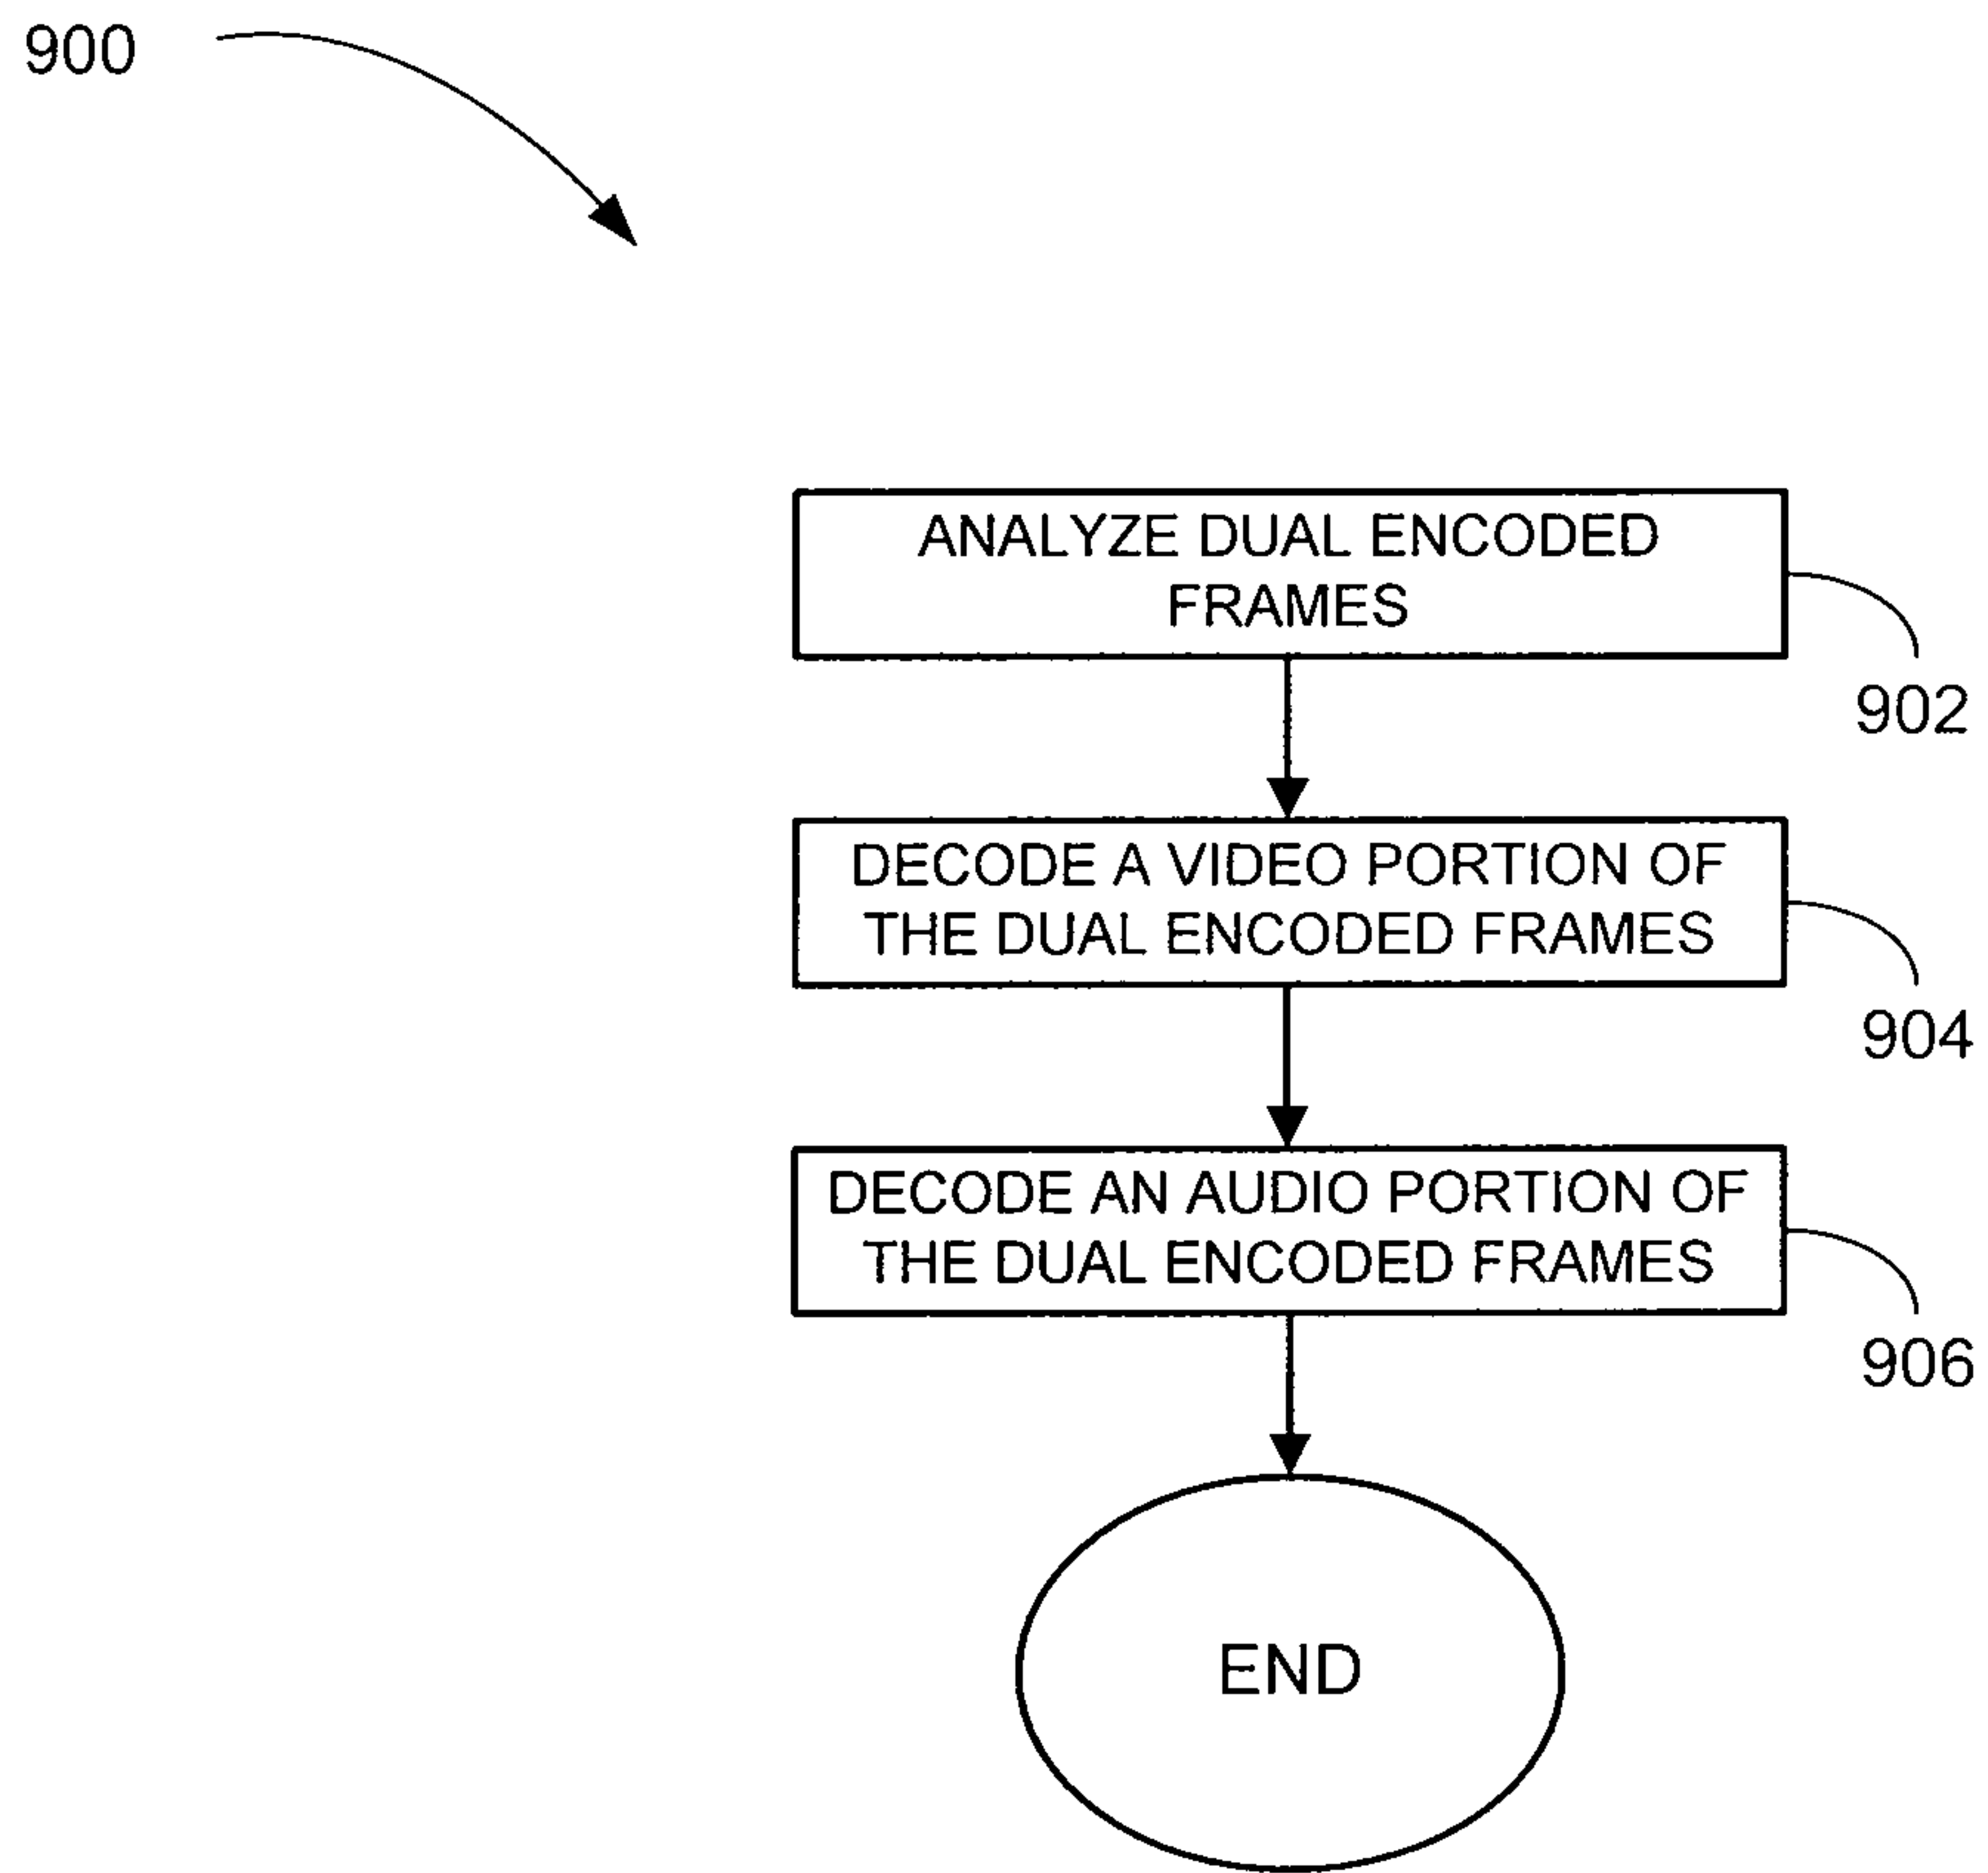 900
ANALYZE DUAL ENCODED
FRAMES
902
DECODE A VIDEO PORTION OF
THE DUAL ENCODED FRAMES
904
DECODE AN AUDIO PORTION OF
THE DUAL ENCODED FRAMES
906
END